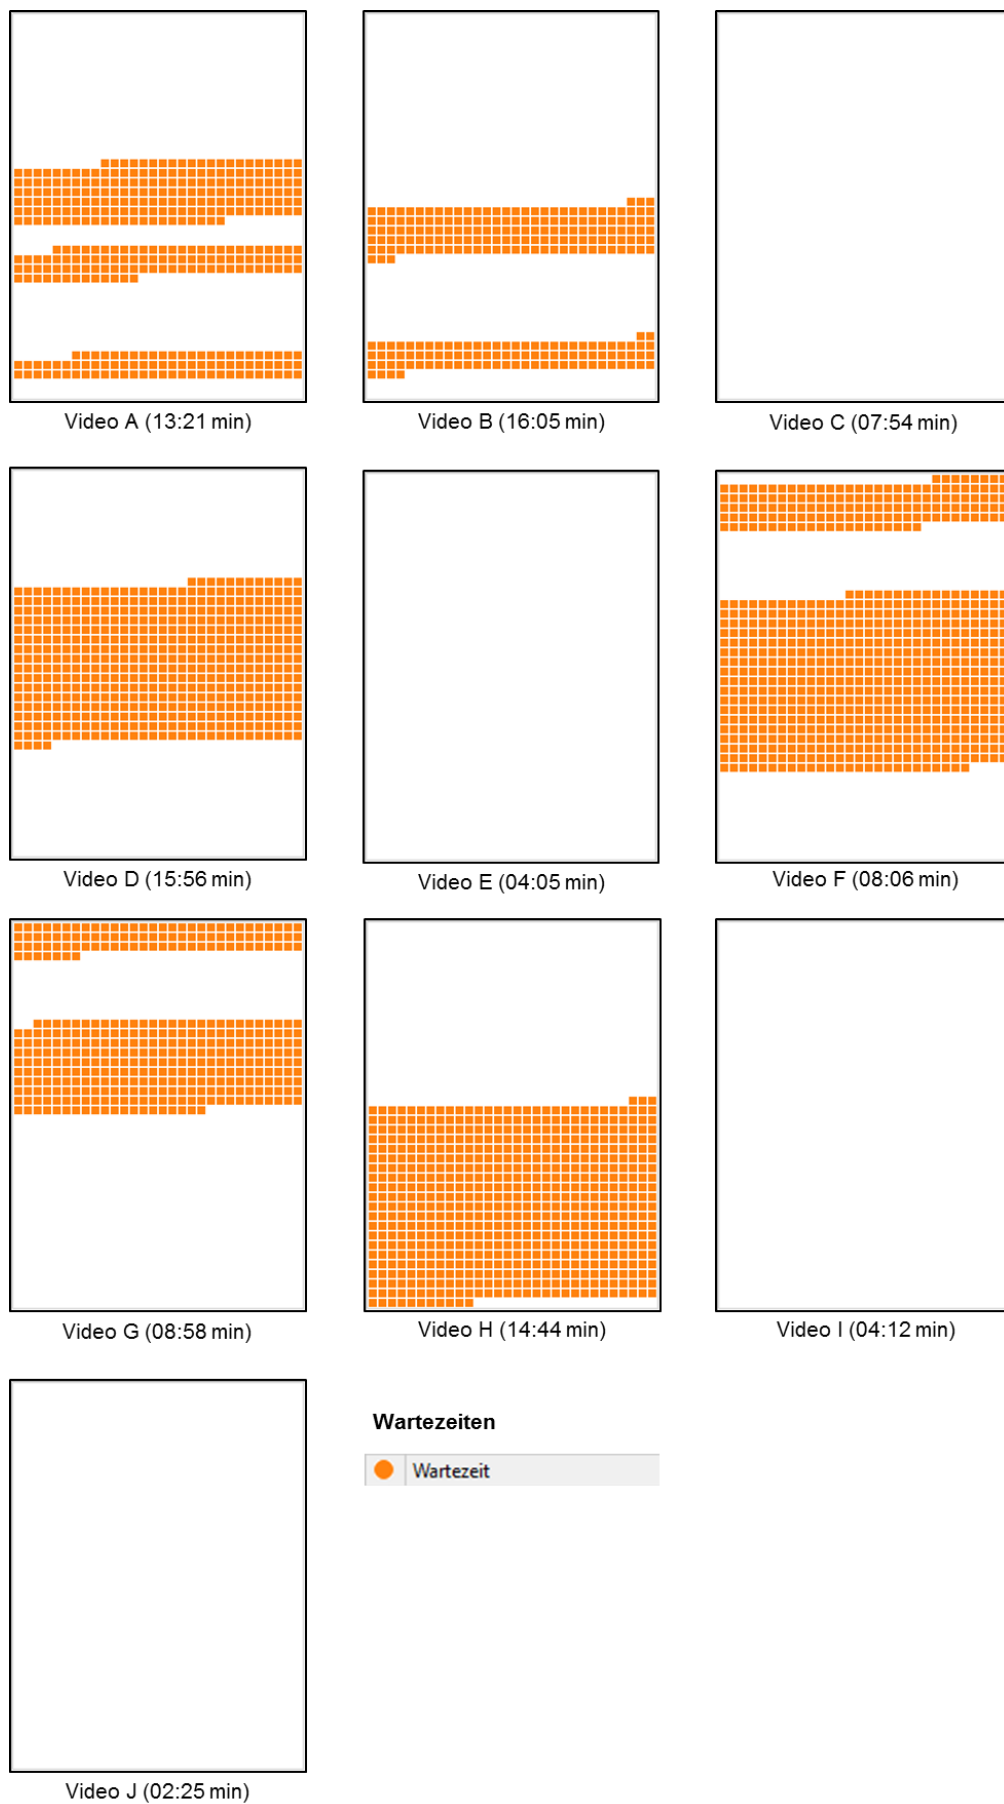 Video A (13:21 min)
Video B (16:05 min)
Video C (07:54 min)
Video D (15:56 min)
Video E (04:05 min)
Video F (08:06 min)
Video G (08:58 min)
Video H (14:44 min)
Video I (04:12 min)
Wartezeiten
Wartezeit
Video J (02:25 min)